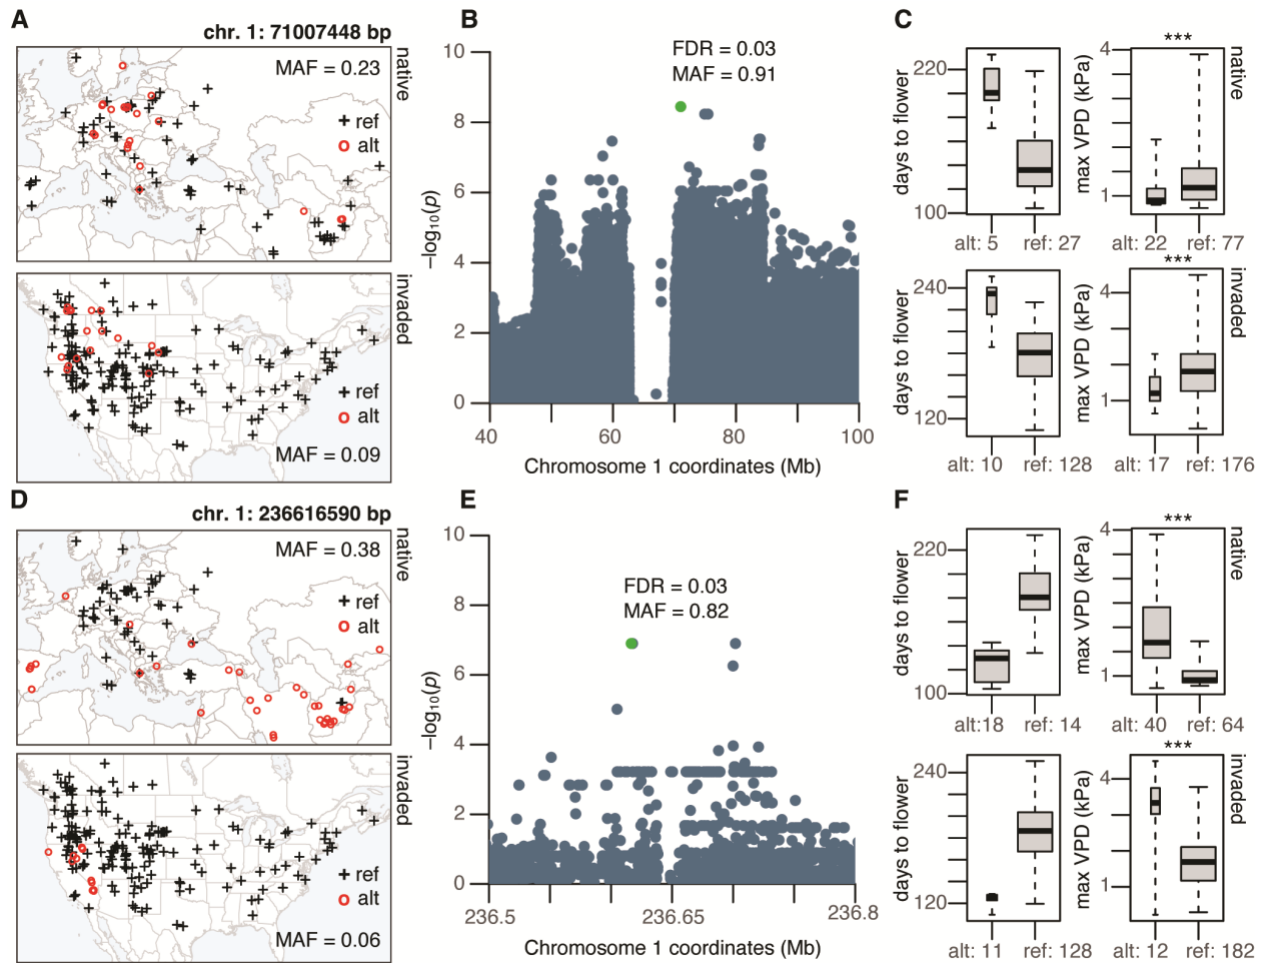 A
chr. 1: 71007448 bp
MAF = 0.23
+ ref
o alt
native
+ ref
o alt
MAF = 0.09
invaded
B
10
8
6
4
2
0
−log10(p)
FDR = 0.03
MAF = 0.91
40
60
80
100
Chromosome 1 coordinates (Mb)
C
220
100
days to flower
alt: 5
ref: 27
***
4
1
max VPD (kPa)
alt: 22
ref: 77
native
240
120
days to flower
alt: 10
ref: 128
***
4
1
max VPD (kPa)
alt: 17
ref: 176
invaded
D
chr. 1: 236616590 bp
MAF = 0.38
+ ref
o alt
native
+ ref
o alt
MAF = 0.06
invaded
E
10
8
6
4
2
0
−log10(p)
FDR = 0.03
MAF = 0.82
236.5
236.65
236.8
Chromosome 1 coordinates (Mb)
F
220
100
days to flower
alt:18
ref: 14
***
4
1
max VPD (kPa)
alt: 40
ref: 64
native
240
120
days to flower
alt: 11
ref: 128
***
4
1
max VPD (kPa)
alt: 12
ref: 182
invaded